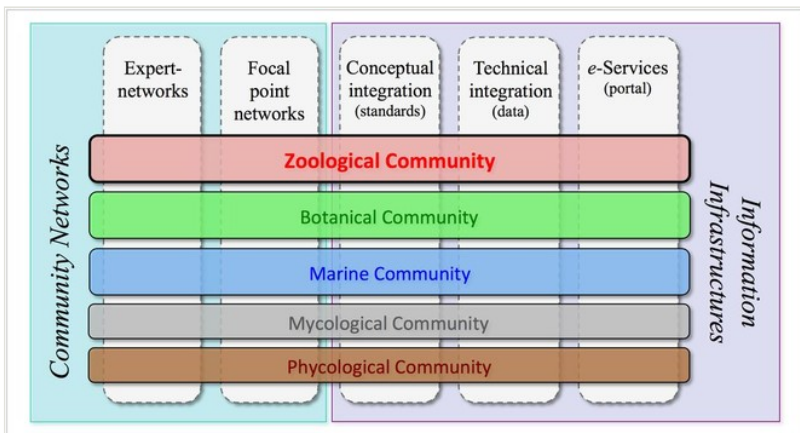 Expert-
networks
Focal
point
networks
Conceptual
integration
(standards)
Technical
integration
(data)
e-Services
(portal)
Community Networks
Zoological Community
Botanical Community
Marine Community
Mycological Community
Phycological Community
Information
Infrastructures